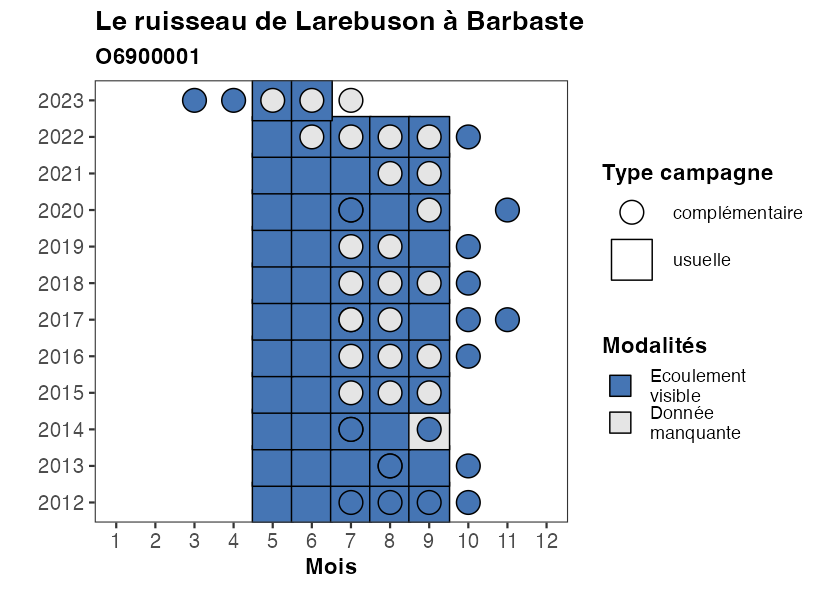 Le ruisseau de Larebuson à Barbaste
O6900001
2023
2022
2021
2020
2019
2018
2017
2016
2015
2014
2013
2012
1 2 3 4 5 6 7 8 9 10 11 12
Mois
Type campagne
complémentaire
usuelle
Modalités
Ecoulement
visible
Donnée
manquante